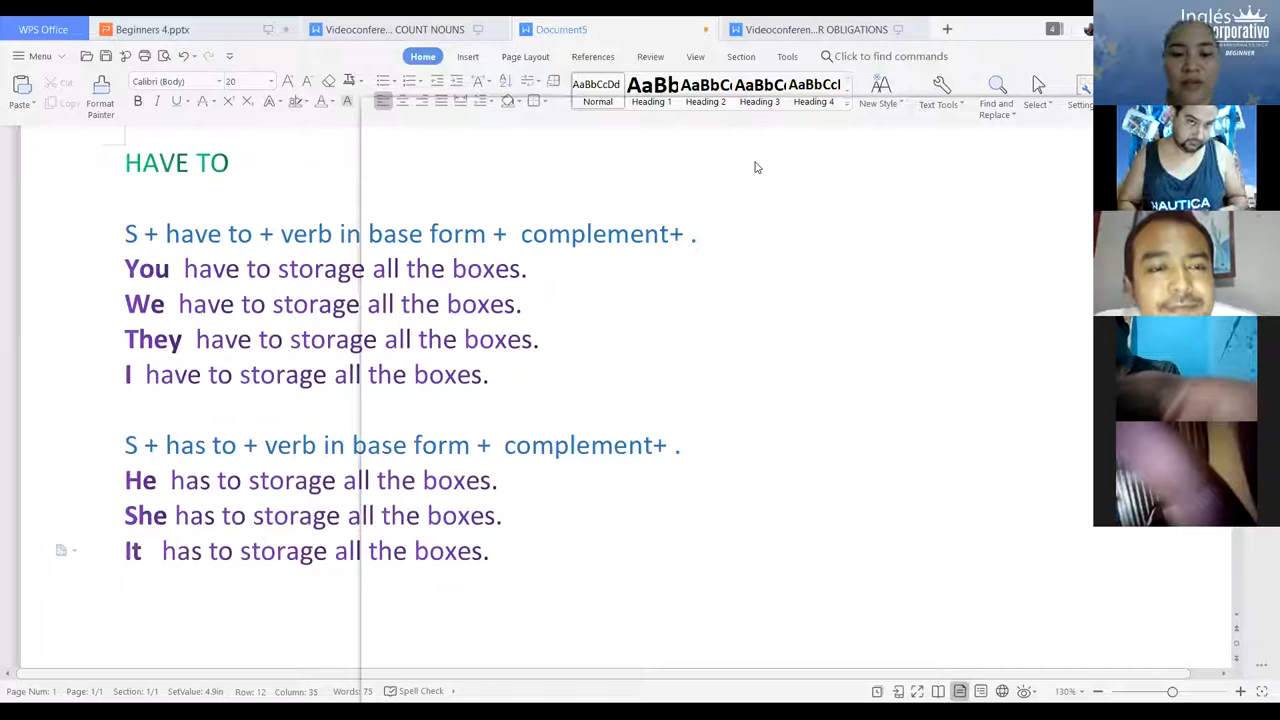 WPS Office
Beginners 4.pptx
Videoconferenc... COUNT NOUNS
Document5
Videoconferen...R OBLIGATIONS
4
Menu
Home
Insert
Page Layout
References
Review
View
Section
Tools
Click to find commands
Paste
Cut
Copy
Format
Painter
Calibri (Body)
20
AaBbCcDd
Normal
Heading 1
Heading 2
Heading 3
Heading 4
New Style
Text Tools
Find and
Replace
Select
Inglés
BEGINNER
NAUTICA
HAVE TO
S + have to + verb in base form + complement+ .
You have to storage all the boxes.
We have to storage all the boxes.
They have to storage all the boxes.
I have to storage all the boxes.
S + has to + verb in base form + complement+ .
He has to storage all the boxes.
She has to storage all the boxes.
It has to storage all the boxes.
Page Num: 1
Page: 1/1
Section: 1/1
SetValue: 4.9in
Row: 12
Column: 35
Words: 75
Spell Check
130%